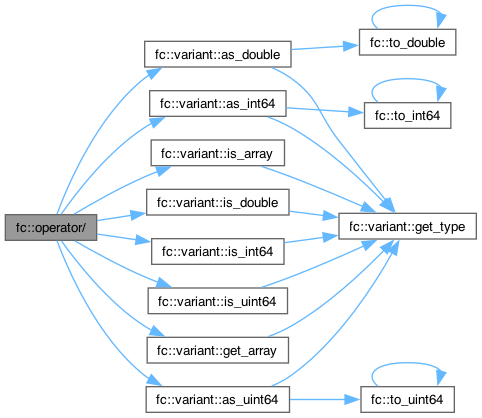 fc::operator/
fc::variant::as_double
fc::variant::as_int64
fc::variant::is_array
fc::variant::is_double
fc::variant::is_int64
fc::variant::is_uint64
fc::variant::get_array
fc::variant::as_uint64
fc::to_double
fc::to_int64
fc::variant::get_type
fc::to_uint64